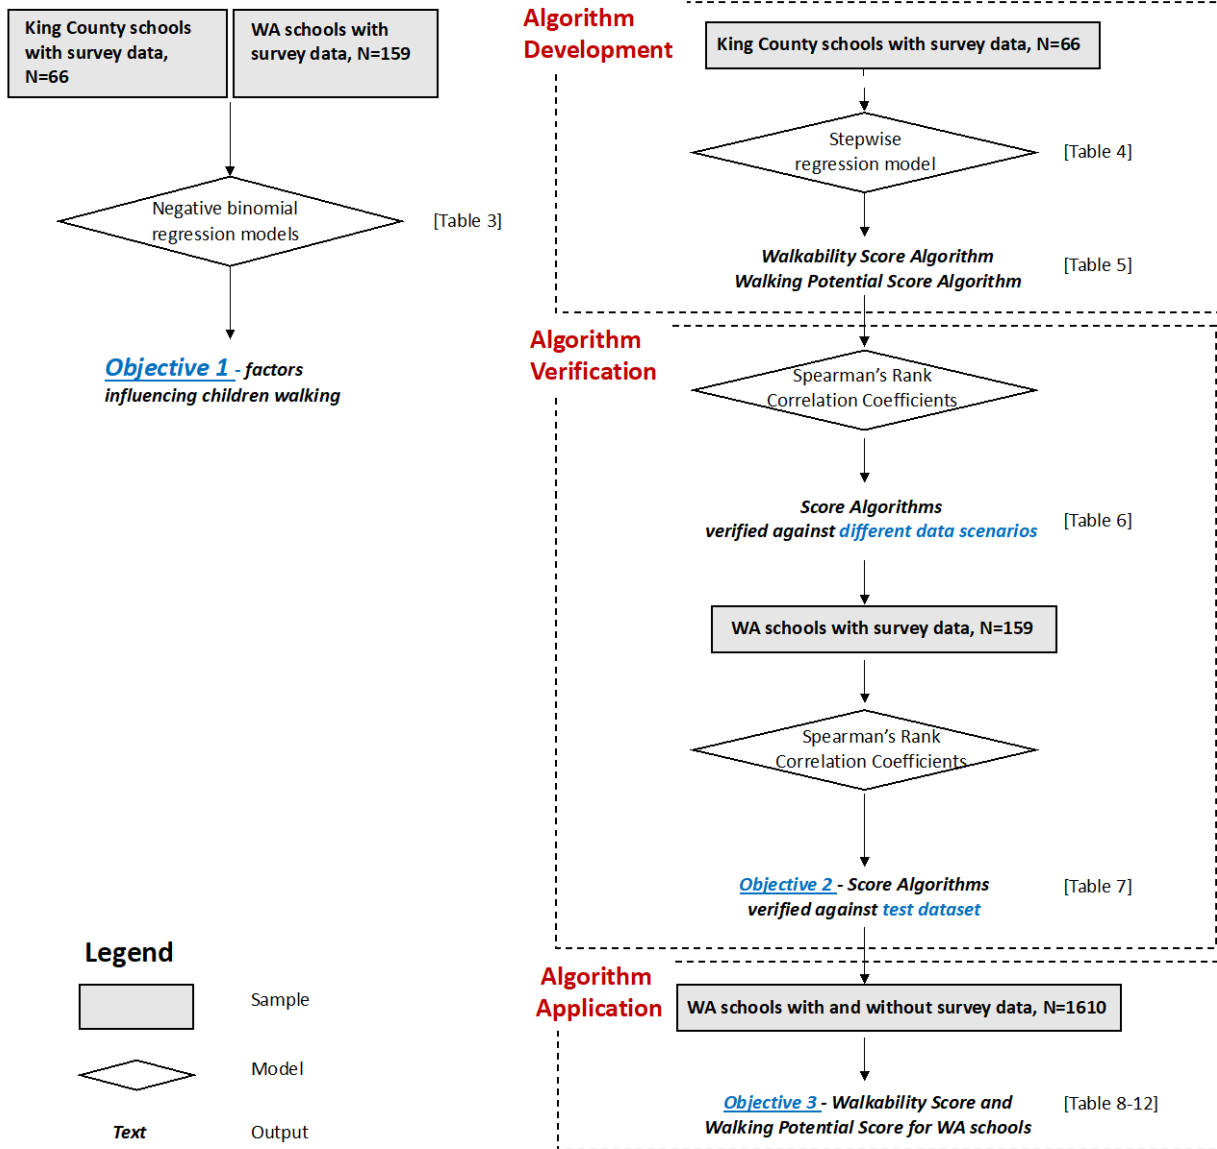 King County schools
with survey data,
N=66
WA schools with
survey data, N=159
Negative binomial
regression models
[Table 3]
Objective 1 - factors
influencing children walking
Algorithm
Development
King County schools with survey data, N=66
Stepwise
regression model
[Table 4]
Walkability Score Algorithm
Walking Potential Score Algorithm
[Table 5]
Algorithm
Verification
Spearman's Rank
Correlation Coefficients
Score Algorithms
verified against different data scenarios
[Table 6]
WA schools with survey data, N=159
Spearman's Rank
Correlation Coefficients
Objective 2 - Score Algorithms
verified against test dataset
[Table 7]
Algorithm
Application
WA schools with and without survey data, N=1610
Objective 3 - Walkability Score and
Walking Potential Score for WA schools
[Table 8-12]
Legend
Sample
Model
Text
Output